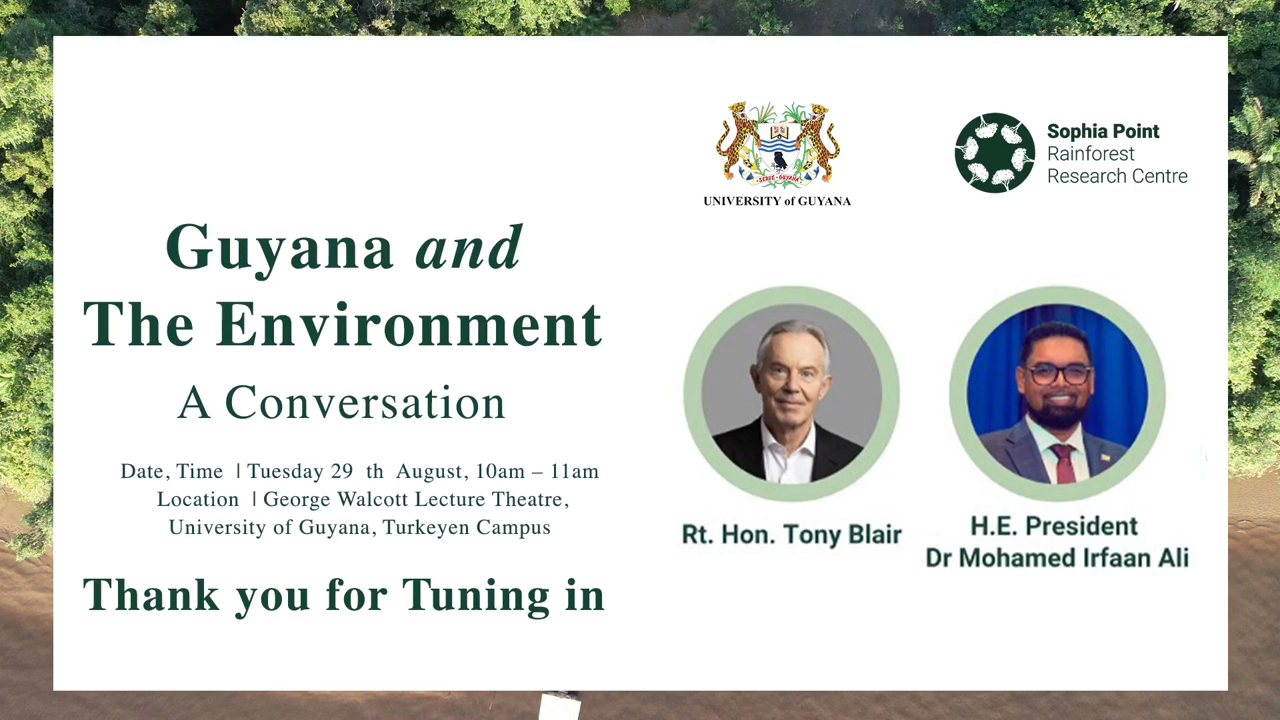 Guyana and
The Environment
A Conversation
Date, Time | Tuesday 29 th August, 10am – 11am
Location | George Walcott Lecture Theatre,
University of Guyana, Turkeyen Campus
Thank you for Tuning in
SERVE · GUYANA
UNIVERSITY of GUYANA
Sophia Point
Rainforest
Research Centre
Rt. Hon. Tony Blair
H.E. President
Dr Mohamed Irfaan Ali